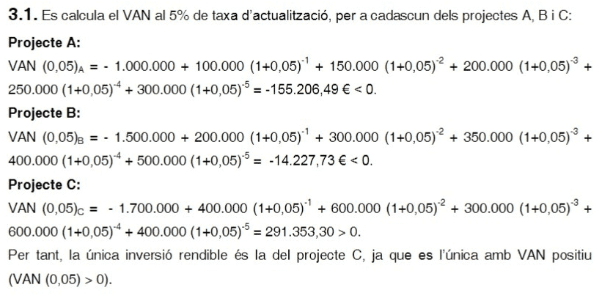 3.1. Es calcula el VAN al 5% de taxa d'actualització, per a cadascun dels projectes A, B i C:
Projecte A:
VAN (0,05)A = - 1.000.000 + 100.000 (1+0,05)-1 + 150.000 (1+0,05)-2 + 200.000 (1+0,05)-3 +
250.000 (1+0,05)-4 + 300.000 (1+0,05)-5 = -155.206,49 € < 0.
Projecte B:
VAN (0,05)B = - 1.500.000 + 200.000 (1+0,05)-1 + 300.000 (1+0,05)-2 + 350.000 (1+0,05)-3 +
400.000 (1+0,05)-4 + 500.000 (1+0,05)-5 = -14.227,73 € < 0.
Projecte C:
VAN (0,05)C = - 1.700.000 + 400.000 (1+0,05)-1 + 600.000 (1+0,05)-2 + 300.000 (1+0,05)-3 +
600.000 (1+0,05)-4 + 400.000 (1+0,05)-5 = 291.353,30 > 0.
Per tant, la única inversió rendible és la del projecte C, ja que es l'única amb VAN positiu
(VAN (0,05) > 0).